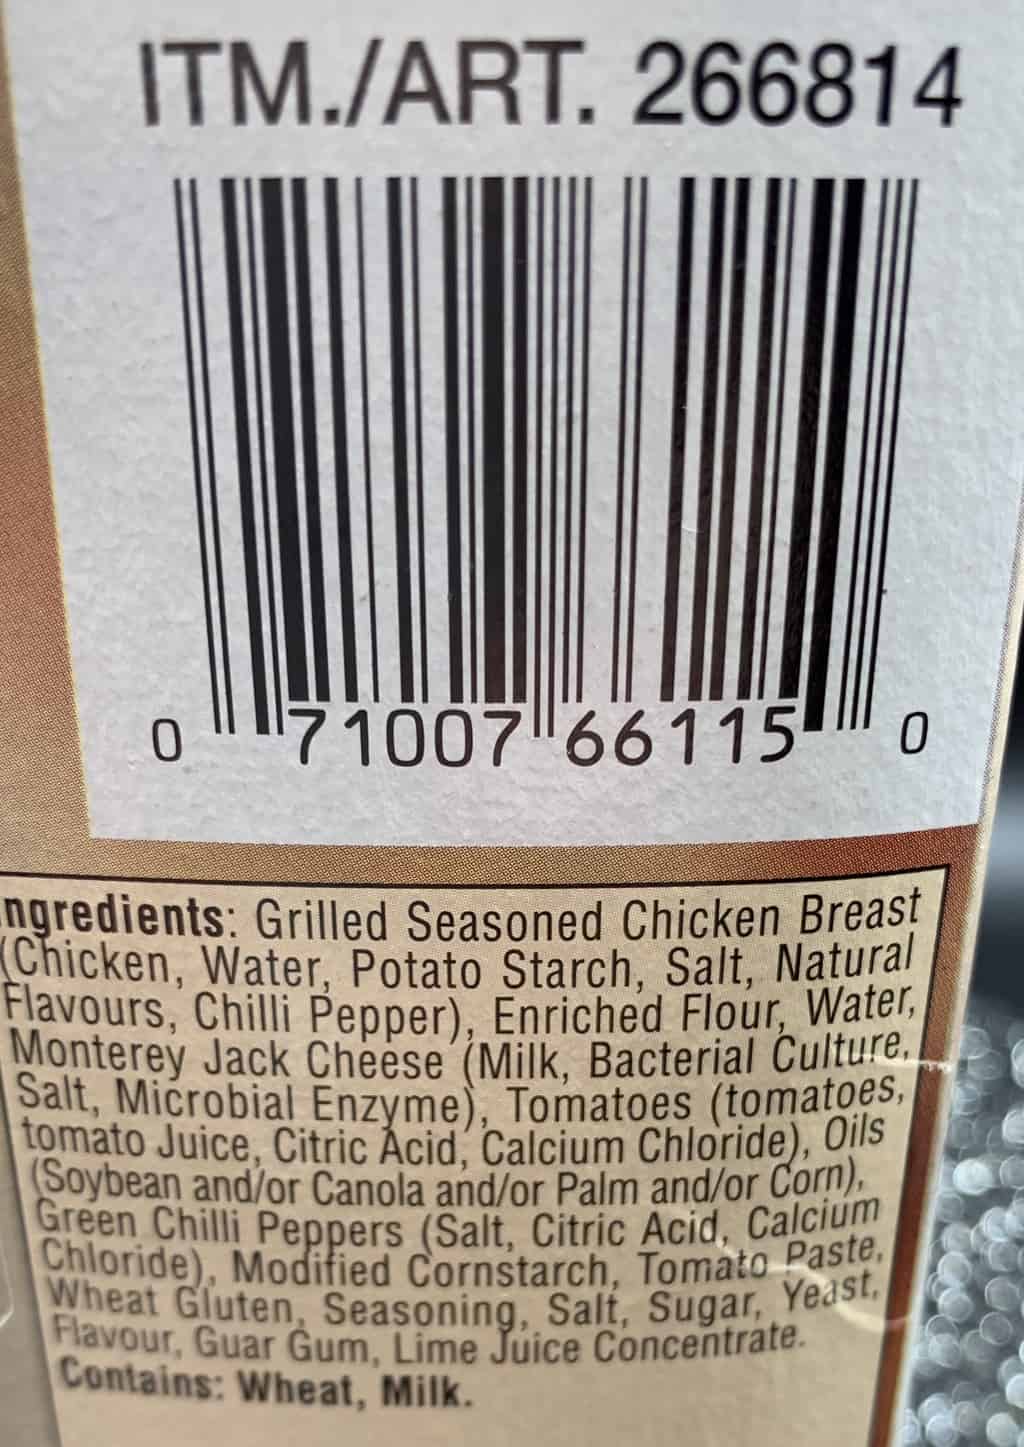 ITM./ART. 266814
0 71007 66115 0
ngredients: Grilled Seasoned Chicken Breast
(Chicken, Water, Potato Starch, Salt, Natural
Flavours, Chilli Pepper), Enriched Flour, Water,
Monterey Jack Cheese (Milk, Bacterial Culture,
Salt, Microbial Enzyme), Tomatoes (tomatoes,
tomato Juice, Citric Acid, Calcium Chloride), Oils
(Soybean and/or Canola and/or Palm and/or Corn),
Green Chilli Peppers (Salt, Citric Acid, Calcium
Chloride), Modified Cornstarch, Tomato Paste,
Wheat Gluten, Seasoning, Salt, Sugar, Yeast,
Flavour, Guar Gum, Lime Juice Concentrate.
Contains: Wheat, Milk.